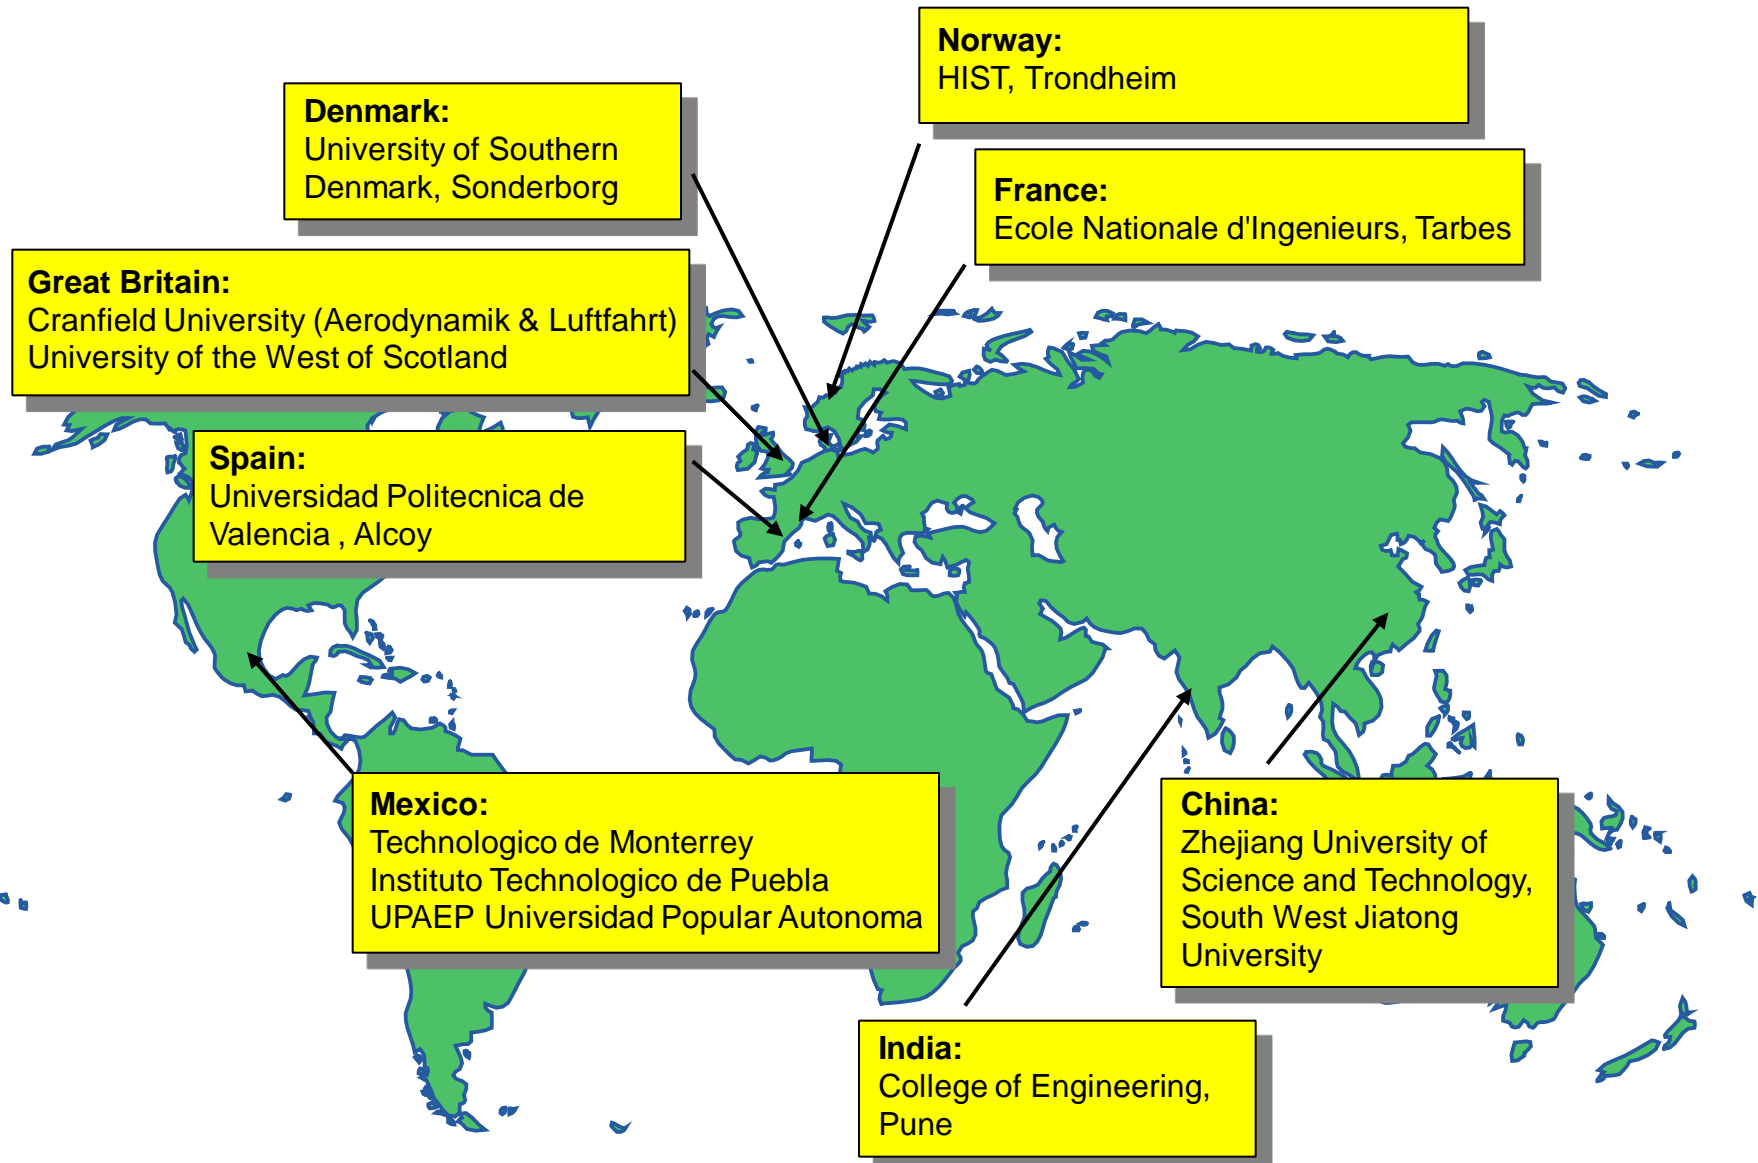 Norway:
HIST, Trondheim
Denmark:
University of Southern
Denmark, Sonderborg
France:
Ecole Nationale d'Ingenieurs, Tarbes
Great Britain:
Cranfield University (Aerodynamik & Luftfahrt)
University of the West of Scotland
Spain:
Universidad Politecnica de
Valencia , Alcoy
Mexico:
Technologico de Monterrey
Instituto Technologico de Puebla
UPAEP Universidad Popular Autonoma
China:
Zhejiang University of
Science and Technology,
South West Jiatong
University
India:
College of Engineering,
Pune